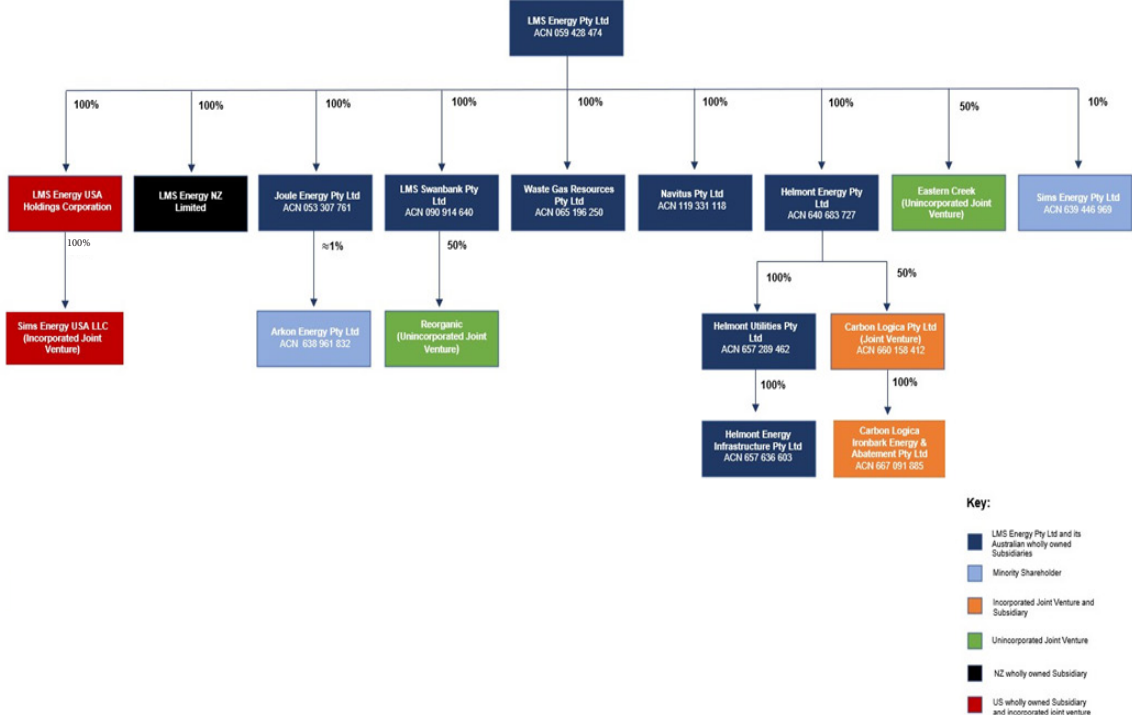 LMS Energy Pty Ltd
ACN 059 428 474
100%
100%
100%
100%
100%
100%
100%
50%
10%
LMS Energy USA
Holdings Corporation
LMS Energy NZ
Limited
Joule Energy Pty Ltd
ACN 053 307 761
LMS Swanbank Pty
Ltd
ACN 090 914 640
Waste Gas Resources
Pty Ltd
ACN 065 196 250
Navitus Pty Ltd
ACN 119 331 118
Helmont Energy Pty
Ltd
ACN 640 683 727
Eastern Creek
(Unincorporated Joint
Venture)
Sims Energy Pty Ltd
ACN 639 446 969
100%
≈1%
50%
100%
50%
Sims Energy USA LLC
(Incorporated Joint
Venture)
Arkon Energy Pty Ltd
ACN 638 961 832
Reorganic
(Unincorporated Joint
Venture)
Helmont Utilities Pty
Ltd
ACN 657 289 462
Carbon Logica Pty Ltd
(Joint Venture)
ACN 660 158 412
100%
100%
Helmont Energy
Infrastructure Pty Ltd
ACN 657 636 603
Carbon Logica
Ironbark Energy &
Abatement Pty Ltd
ACN 667 091 885
Key:
LMS Energy Pty Ltd and its
Australian wholly owned
Subsidiaries
Minority Shareholder
Incorporated Joint Venture and
Subsidiary
Unincorporated Joint Venture
NZ wholly owned Subsidiary
US wholly owned Subsidiary
and incorporated joint venture